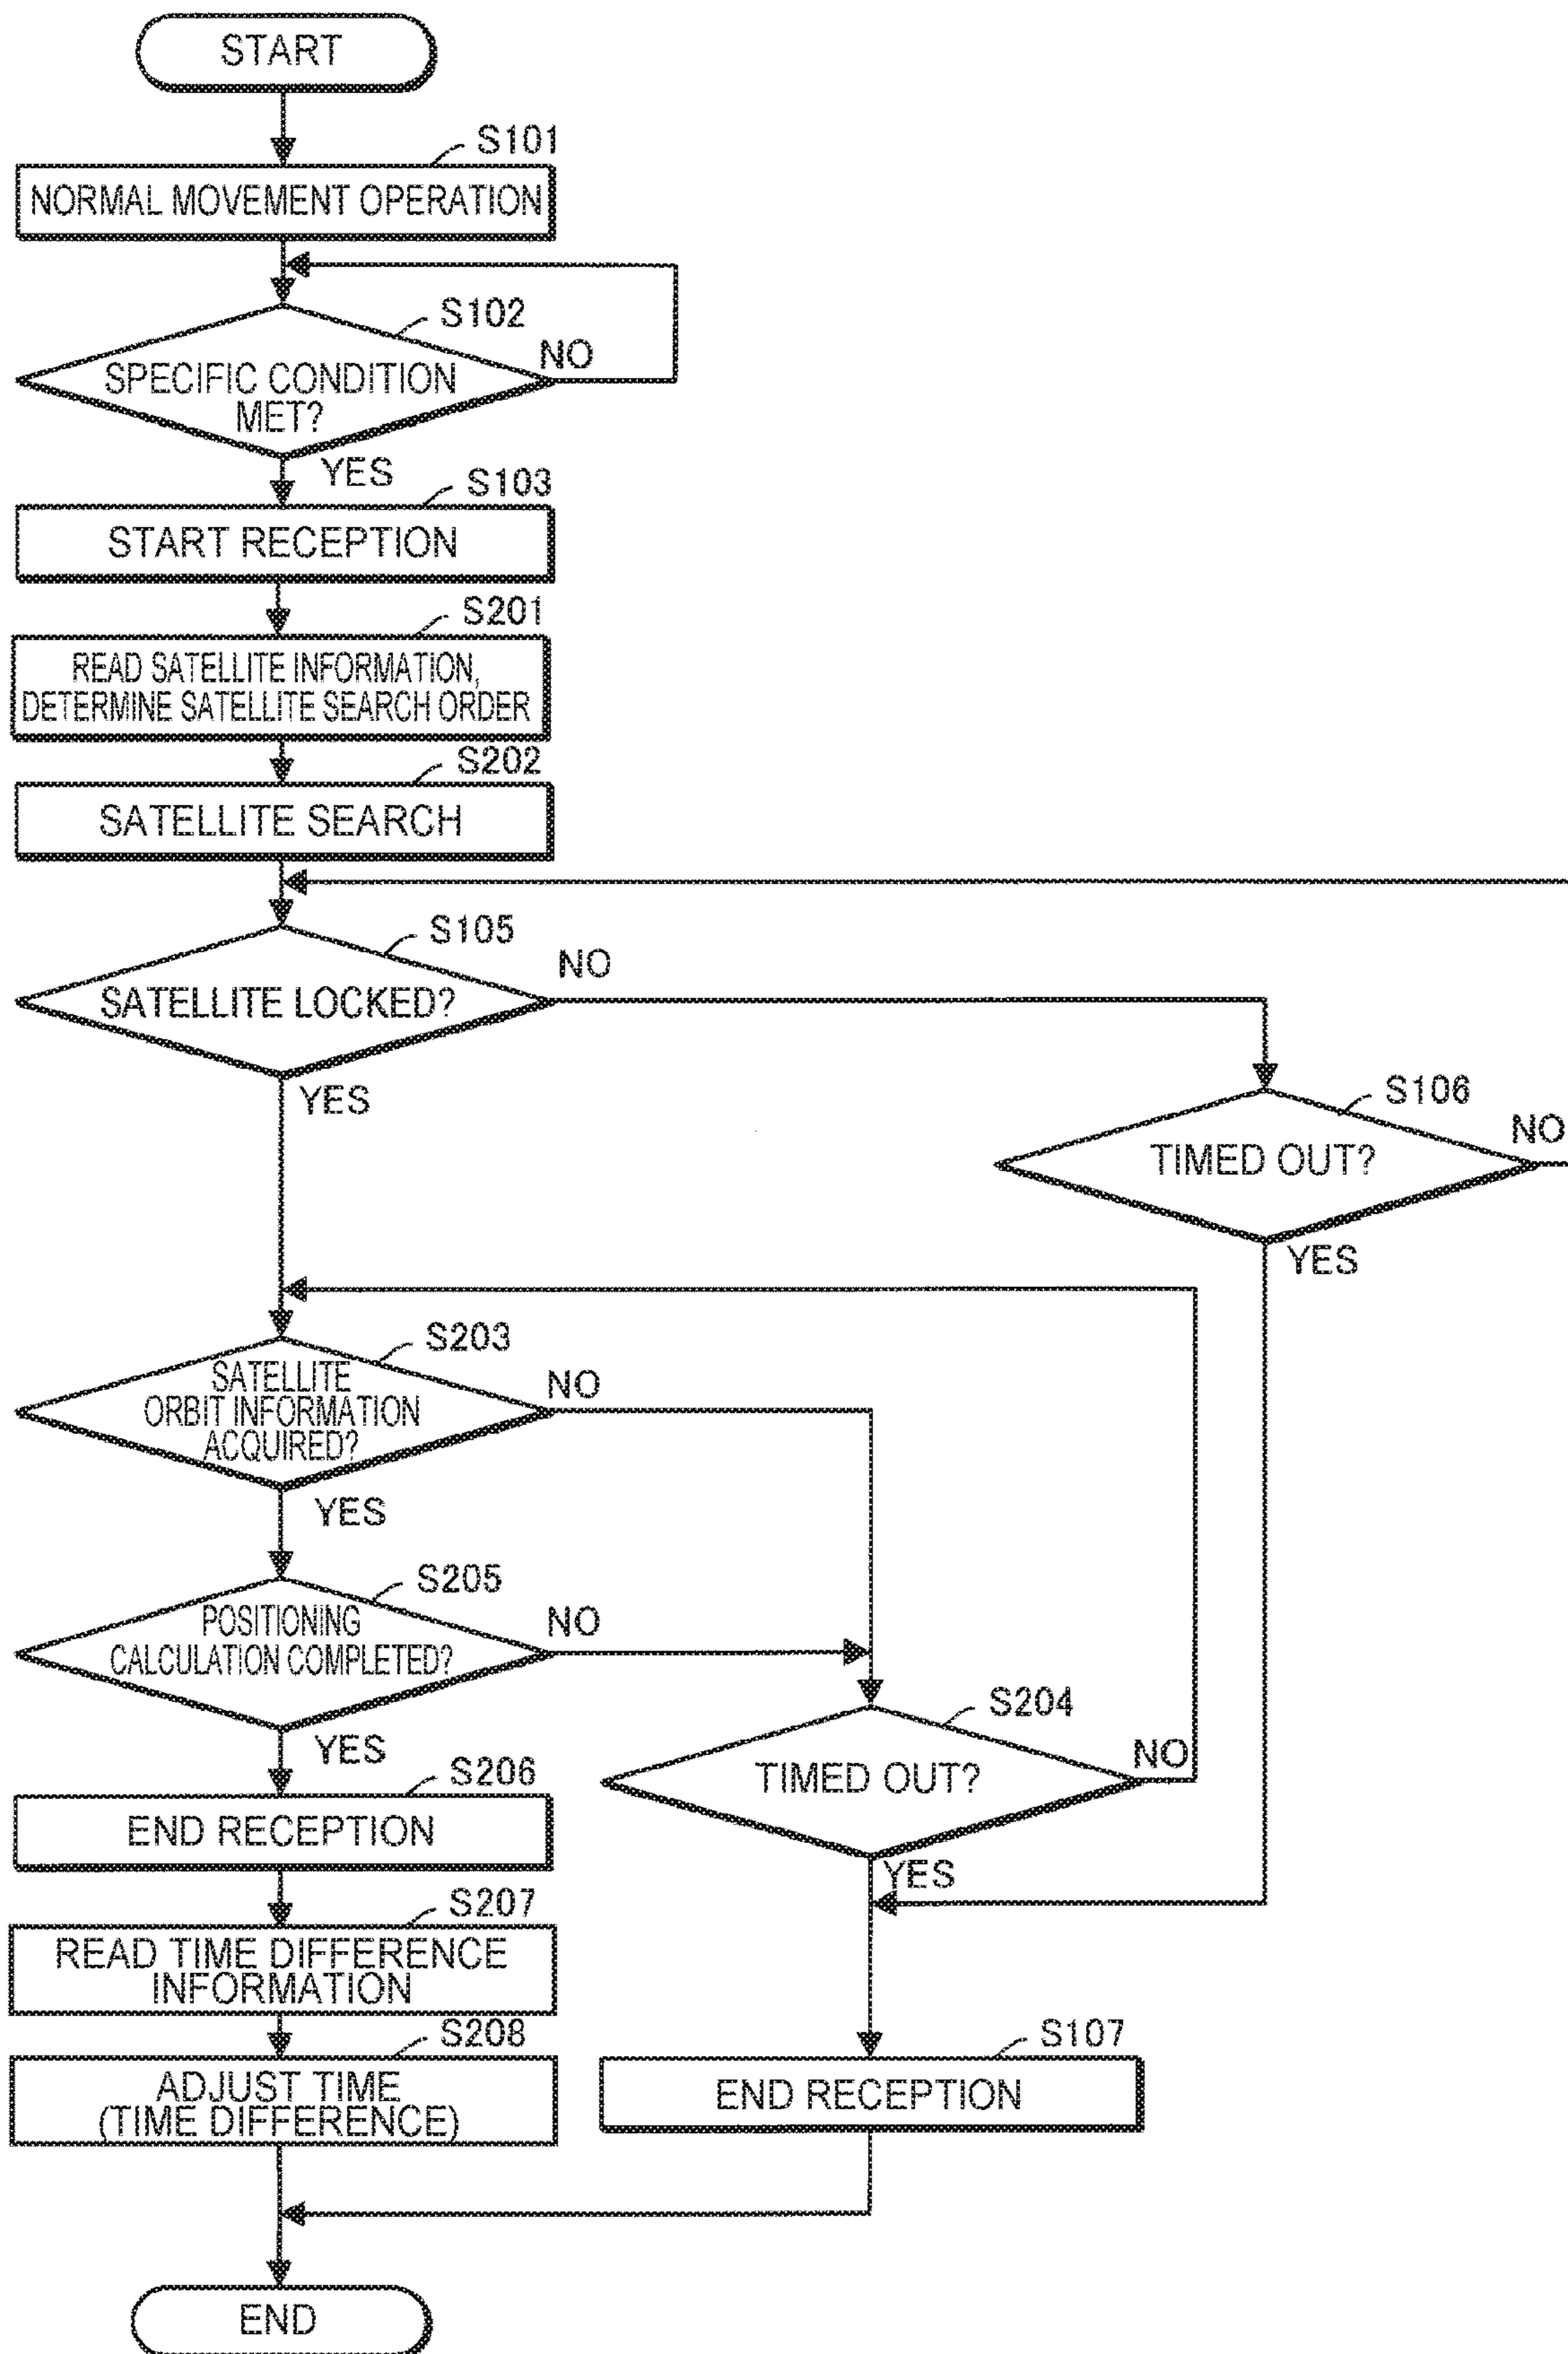 START
S101
NORMAL MOVEMENT OPERATION
S102
NO
SPECIFIC CONDITION
MET?
YES
S103
START RECEPTION
S201
READ SATELLITE INFORMATION,
DETERMINE SATELLITE SEARCH ORDER
S202
SATELLITE SEARCH
S105
NO
SATELLITE LOCKED?
YES
S106
NO
TIMED OUT?
YES
S203
SATELLITE
ORBIT INFORMATION
ACQUIRED?
NO
YES
S205
POSITIONING
CALCULATION COMPLETED?
NO
YES
S204
NO
TIMED OUT?
YES
S206
END RECEPTION
S207
READ TIME DIFFERENCE
INFORMATION
S208
ADJUST TIME
(TIME DIFFERENCE)
S107
END RECEPTION
END